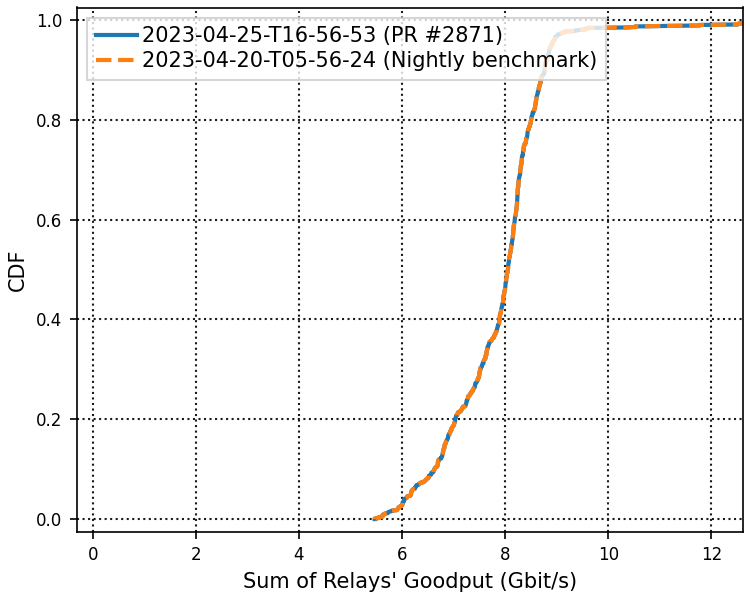 2023-04-25-T16-56-53 (PR #2871)
2023-04-20-T05-56-24 (Nightly benchmark)
1.0
0.8
0.6
0.4
0.2
0.0
CDF
0 2 4 6 8 10 12
Sum of Relays' Goodput (Gbit/s)